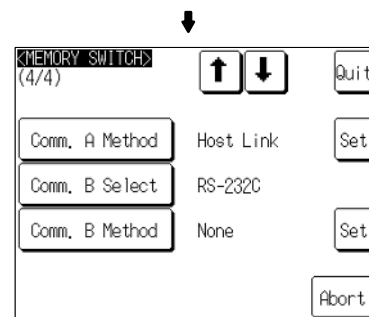 <MEMORY SWITCH>
(4/4)
Quit
Comm. A Method Host Link Set
Comm. B Select RS-232C
Comm. B Method None Set
Abort